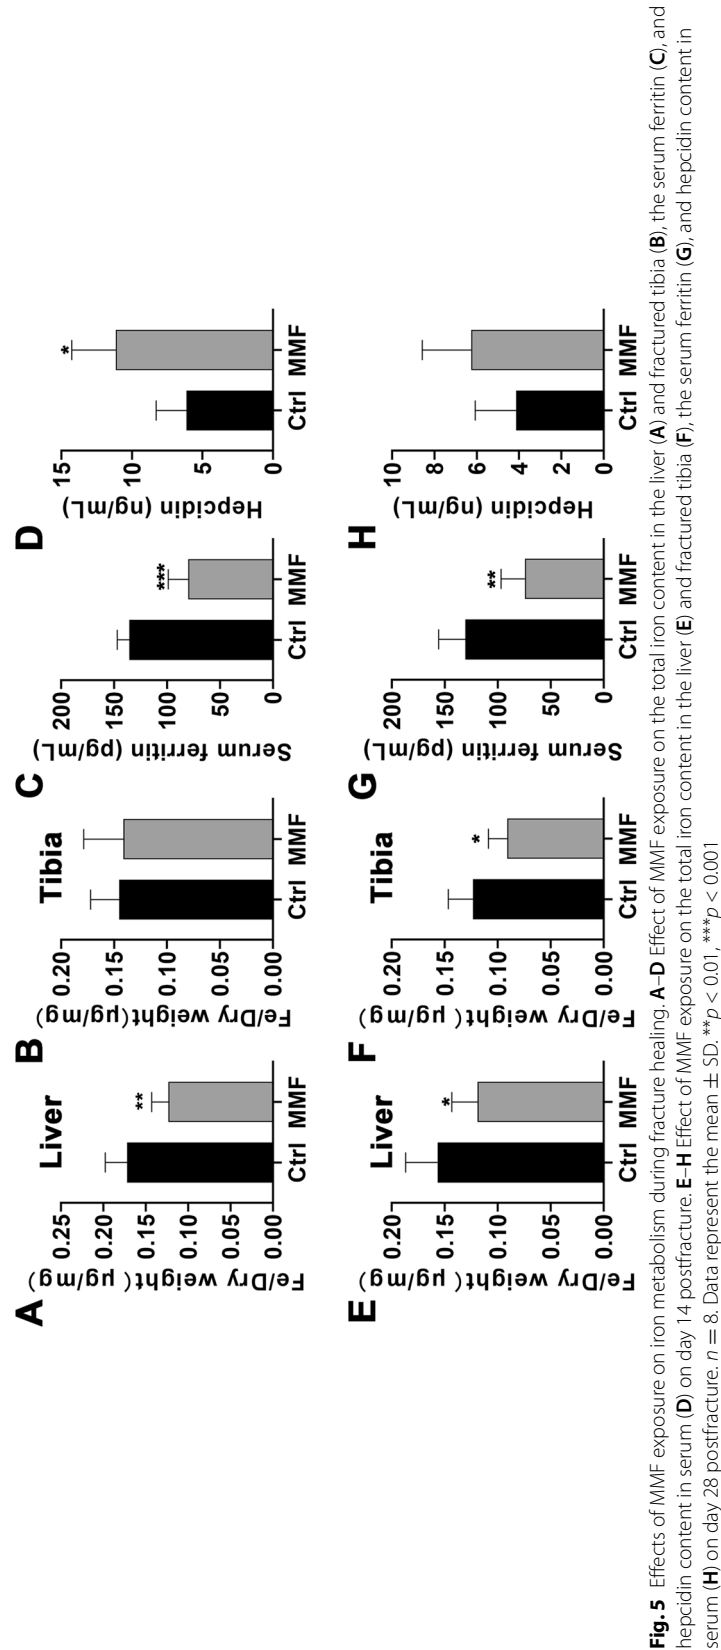 A
Liver
Fe/Dry weight(μg/mg)
0.25
0.20
0.15
0.10
0.05
0.00
**
Ctrl MMF
B
Tibia
Fe/Dry weight(μg/mg)
0.20
0.15
0.10
0.05
0.00
Ctrl MMF
C
Serum ferritin (pg/mL)
200
150
100
50
0
***
Ctrl MMF
D
Hepcidin (ng/mL)
15
10
5
0
*
Ctrl MMF
E
Liver
Fe/Dry weight(μg/mg)
0.20
0.15
0.10
0.05
0.00
*
Ctrl MMF
F
Tibia
Fe/Dry weight(μg/mg)
0.20
0.15
0.10
0.05
0.00
*
Ctrl MMF
G
Serum ferritin (pg/mL)
200
150
100
50
0
**
Ctrl MMF
H
Hepcidin (ng/mL)
10
8
6
4
2
0
Ctrl MMF
Fig. 5 Effects of MMF exposure on iron metabolism during fracture healing. A–D Effect of MMF exposure on the total iron content in the liver (A) and fractured tibia (B), the serum ferritin (C), and
hepcidin content in serum (D) on day 14 postfracture. E–H Effect of MMF exposure on the total iron content in the liver (E) and fractured tibia (F), the serum ferritin (G), and hepcidin content in
serum (H) on day 28 postfracture. n = 8. Data represent the mean ± SD. **p < 0.01, ***p < 0.001